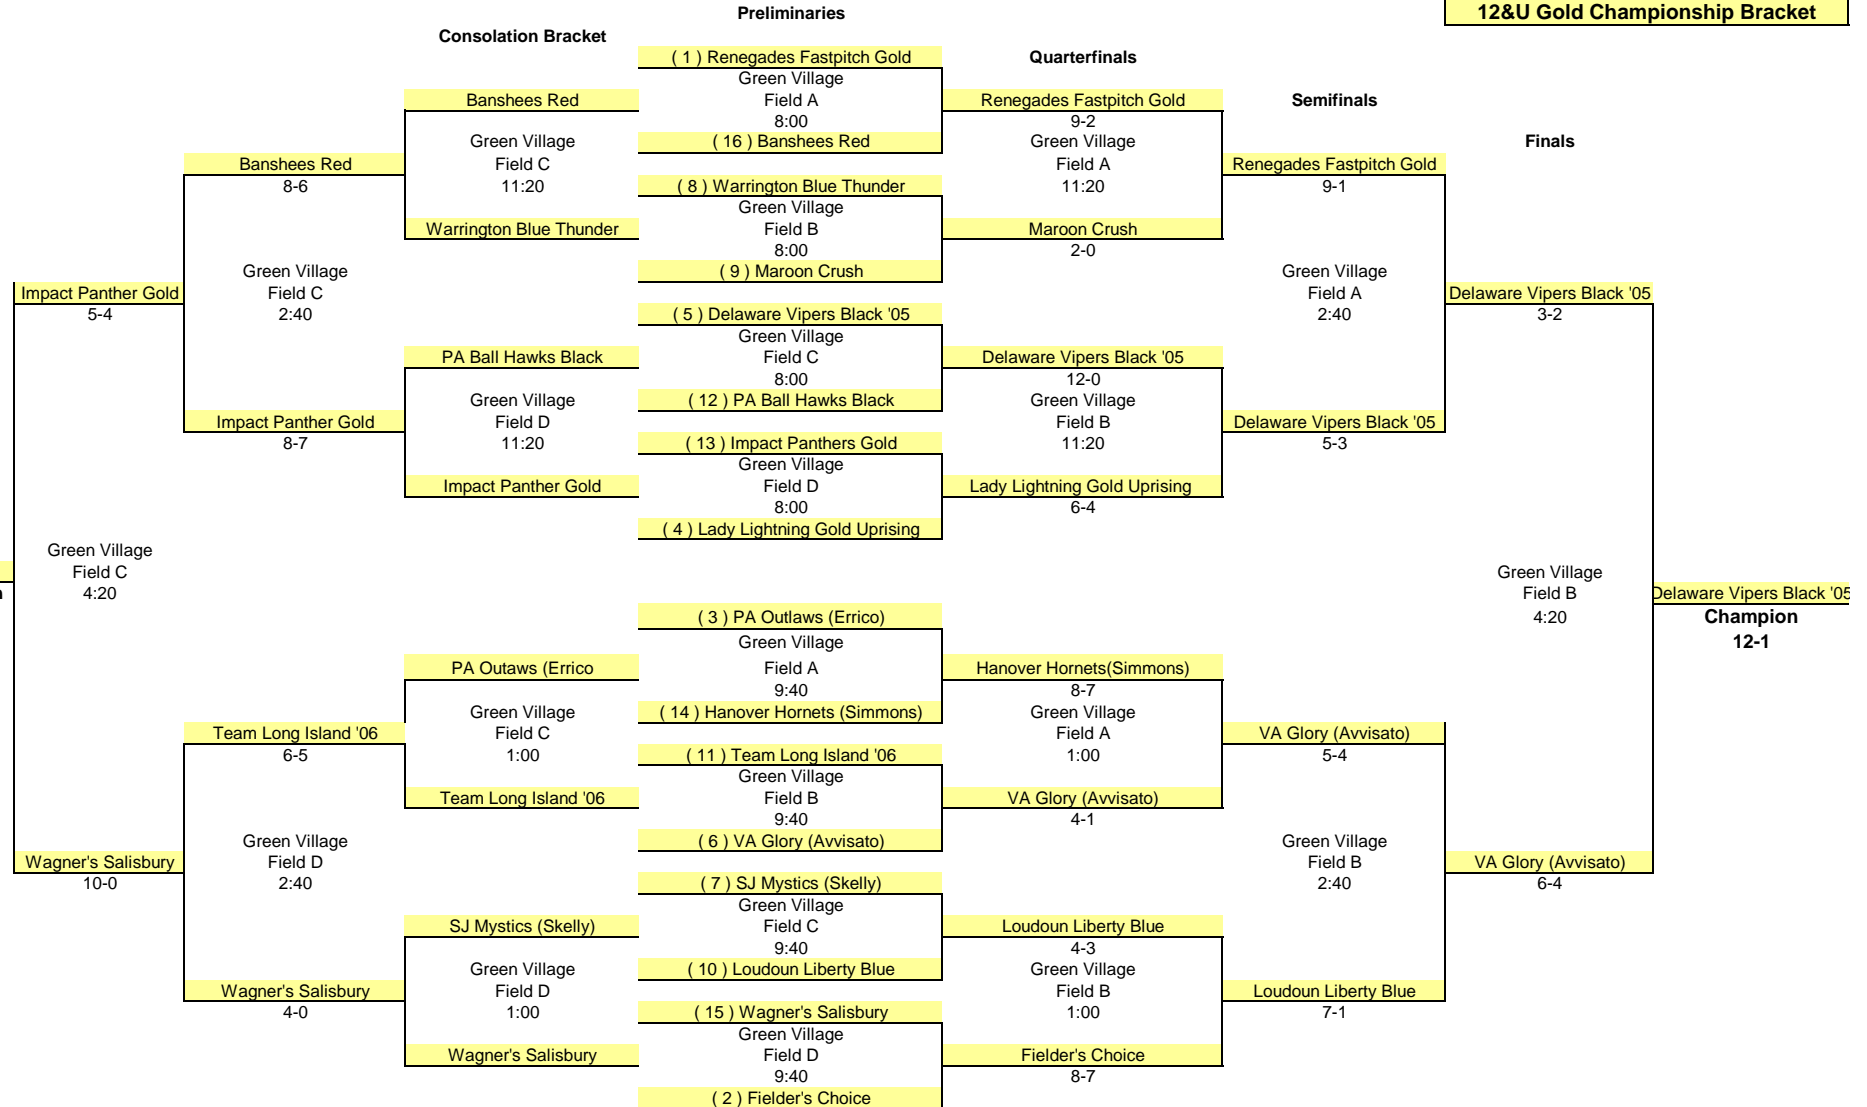 Preliminaries
12&U Gold Championship Bracket
Consolation Bracket
( 1 ) Renegades Fastpitch Gold
Quarterfinals
Green Village
Banshees Red
Field A
Renegades Fastpitch Gold
Semifinals
8:00
9-2
Green Village
( 16 ) Banshees Red
Green Village
Finals
Banshees Red
Field C
Field A
Renegades Fastpitch Gold
8-6
11:20
( 8 ) Warrington Blue Thunder
11:20
9-1
Green Village
Warrington Blue Thunder
Field B
Maroon Crush
8:00
2-0
Green Village
( 9 ) Maroon Crush
Green Village
Impact Panther Gold
Field C
Field A
Delaware Vipers Black '05
5-4
2:40
( 5 ) Delaware Vipers Black '05
2:40
3-2
Green Village
PA Ball Hawks Black
Field C
Delaware Vipers Black '05
8:00
12-0
Green Village
( 12 ) PA Ball Hawks Black
Green Village
Impact Panther Gold
Field D
Field B
Delaware Vipers Black '05
8-7
11:20
( 13 ) Impact Panthers Gold
11:20
5-3
Green Village
Impact Panther Gold
Field D
Lady Lightning Gold Uprising
8:00
6-4
( 4 ) Lady Lightning Gold Uprising
Green Village
Field C
Green Village
4:20
Field B
Delaware Vipers Black '05
( 3 ) PA Outlaws (Errico)
4:20
Champion
Green Village
12-1
PA Outaws (Errico
Field A
Hanover Hornets(Simmons)
9:40
8-7
Green Village
( 14 ) Hanover Hornets (Simmons)
Green Village
Team Long Island '06
Field C
Field A
VA Glory (Avvisato)
6-5
1:00
( 11 ) Team Long Island '06
1:00
5-4
Green Village
Team Long Island '06
Field B
VA Glory (Avvisato)
9:40
4-1
Green Village
( 6 ) VA Glory (Avvisato)
Green Village
Wagner's Salisbury
Field D
Field B
VA Glory (Avvisato)
10-0
2:40
( 7 ) SJ Mystics (Skelly)
2:40
6-4
Green Village
SJ Mystics (Skelly)
Field C
Loudoun Liberty Blue
9:40
4-3
Green Village
( 10 ) Loudoun Liberty Blue
Green Village
Wagner's Salisbury
Field D
Field B
Loudoun Liberty Blue
4-0
1:00
( 15 ) Wagner's Salisbury
1:00
7-1
Green Village
Wagner's Salisbury
Field D
Fielder's Choice
9:40
8-7
( 2 ) Fielder's Choice